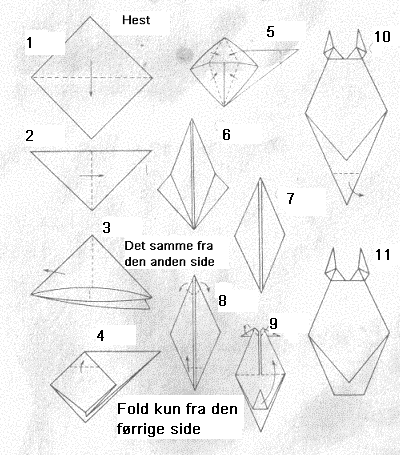 Hest
1
2
3
4
5
6
7
Det samme fra
den anden side
8
9
10
11
Fold kun fra den
førrige side